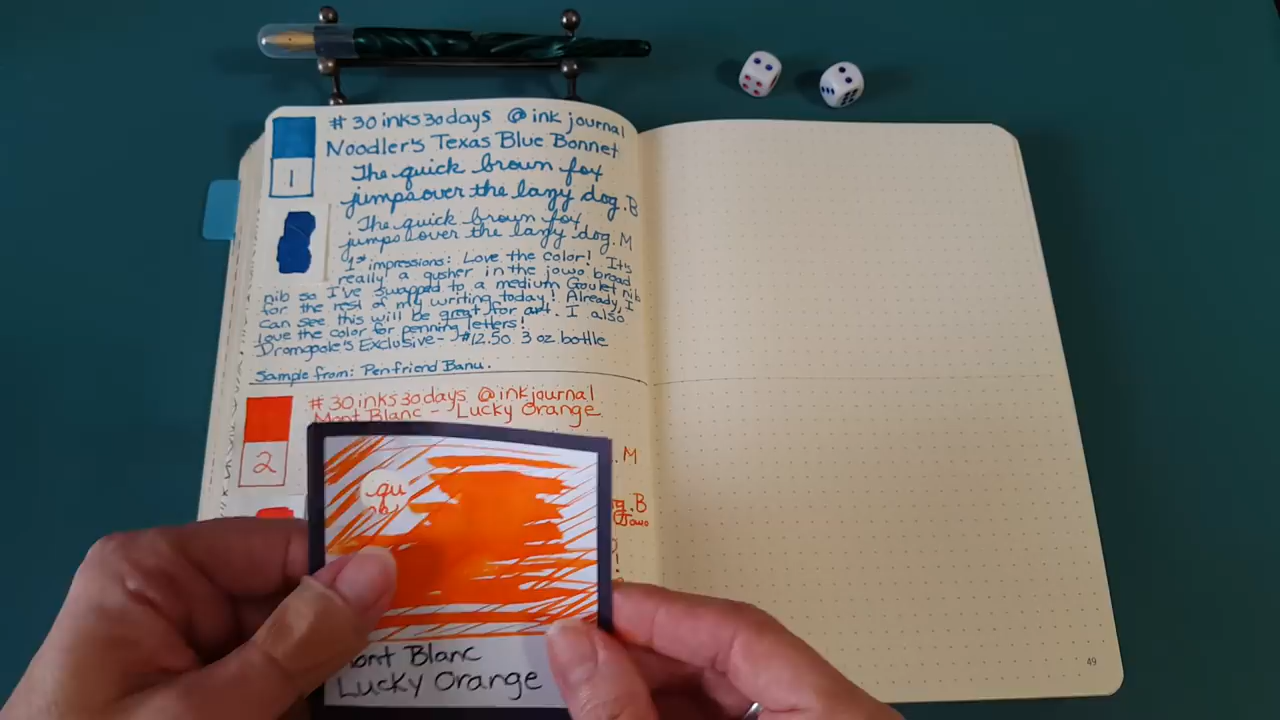 # 30inks30days @inkjournal
Noodler's Texas Blue Bonnet
1
The quick brown fox
jumps over the lazy dog. B
The quick brown fox
jumps over the lazy dog. M
1st impressions: Love the color! It's
really a gusher in the jowo broad
nib so I've swapped to a medium Goulet nib
for the rest of my writing today! Already, I
can see this will be great for art. I also
love the color for penning letters!
Dromgoole's Exclusive - $12.50 3 oz bottle
Sample from: Penfriend Banu.
# 30inks30days @inkjournal
Mont Blanc - Lucky Orange
2
. M
.B
Jowo
qu
Mont Blanc
Lucky Orange
49